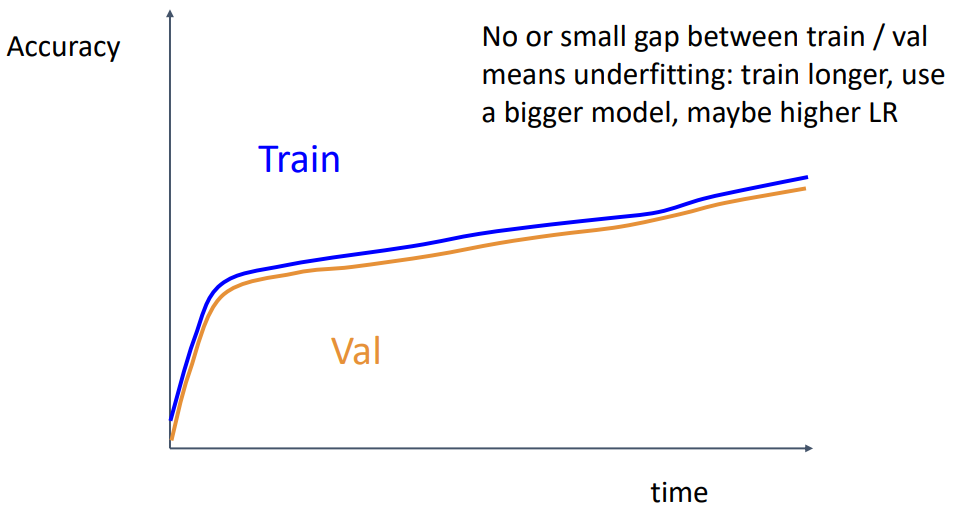 Accuracy
No or small gap between train / val
means underfitting: train longer, use
a bigger model, maybe higher LR
Train
Val
time